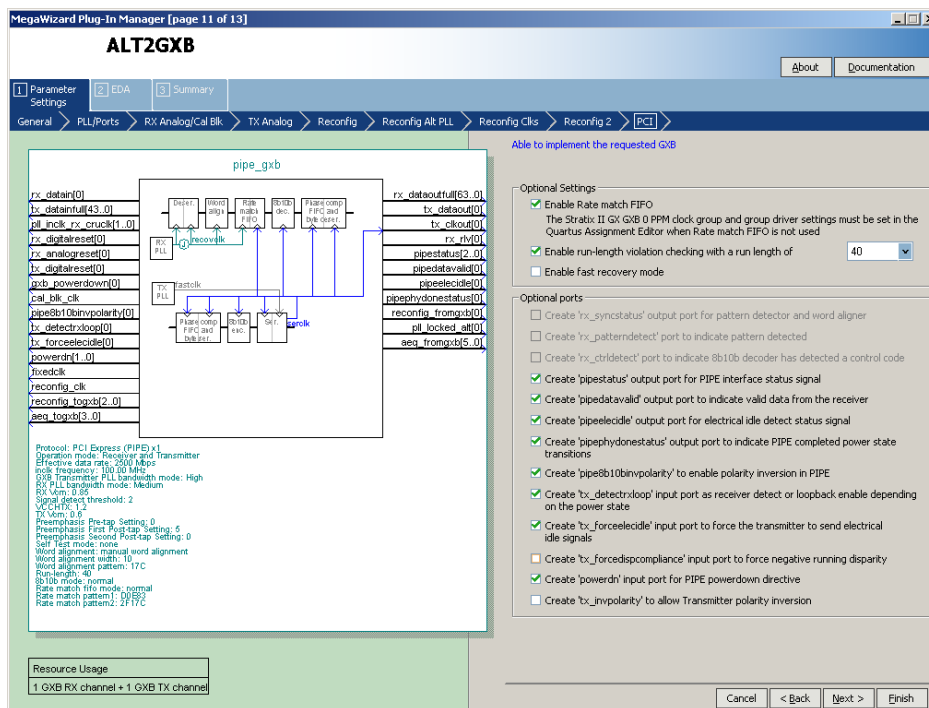 MegaWizard Plug-In Manager [page 11 of 13]
ALT2GXB
About
Documentation
1 Parameter Settings
2 EDA
3 Summary
General
PLL/Ports
RX Analog/Cal Blk
TX Analog
Reconfig
Reconfig Alt PLL
Reconfig Clks
Reconfig 2
PCI
pipe_gxb
rx_datain[0]
tx_datainfull[43..0]
pll_inclk_rx_cruclk[1..0]
rx_digitalreset[0]
rx_analogreset[0]
tx_digitalreset[0]
gxb_powerdown[0]
cal_blk_clk
pipe8b10binvpolarity[0]
tx_detectrxloop[0]
tx_forceelecidle[0]
powerdn[1..0]
fixedclk
reconfig_clk
reconfig_togxb[2..0]
aeq_togxb[3..0]
Deser.
Word align
Rate match FIFO
8b10b dec.
Phase comp FIFO and byte deser.
RX PLL
recovclk
TX PLL
fastclk
Phase comp FIFO and byte ser.
8b10b enc.
Ser.
serclk
rx_dataoutfull[63..0]
tx_dataout[0]
tx_clkout[0]
rx_rlv[0]
pipestatus[2..0]
pipedatavalid[0]
pipeelecidle[0]
pipephydonestatus[0]
reconfig_fromgxb[0]
pll_locked_alt[0]
aeq_fromgxb[5..0]
Protocol: PCI Express (PIPE) x1
Operation mode: Receiver and Transmitter
Effective data rate: 2500 Mbps
inclk frequency: 100.00 MHz
GXB Transmitter PLL bandwidth mode: High
RX PLL bandwidth mode: Medium
RX Vcm: 0.85
Signal detect threshold: 2
VCCHTX: 1.2
TX Vcm: 0.6
Preemphasis Pre-tap Setting: 0
Preemphasis First Post-tap Setting: 5
Preemphasis Second Post-tap Setting: 0
Self Test mode: none
Word alignment: manual word alignment
Word alignment width: 10
Word alignment pattern: 17C
Run-length: 40
8b10b mode: normal
Rate match fifo mode: normal
Rate match pattern1: D0E83
Rate match pattern2: 2F17C
Resource Usage
1 GXB RX channel + 1 GXB TX channel
Able to implement the requested GXB
Optional Settings
Enable Rate match FIFO
The Stratix II GX GXB 0 PPM clock group and group driver settings must be set in the
Quartus Assignment Editor when Rate match FIFO is not used
Enable run-length violation checking with a run length of 40
Enable fast recovery mode
Optional ports
Create 'rx_syncstatus' output port for pattern detector and word aligner
Create 'rx_patterndetect' port to indicate pattern detected
Create 'rx_ctrldetect' port to indicate 8b10b decoder has detected a control code
Create 'pipestatus' output port for PIPE interface status signal
Create 'pipedatavalid' output port to indicate valid data from the receiver
Create 'pipeelecidle' output port for electrical idle detect status signal
Create 'pipephydonestatus' output port to indicate PIPE completed power state
transitions
Create 'pipe8b10binvpolarity' to enable polarity inversion in PIPE
Create 'tx_detectrxloop' input port as receiver detect or loopback enable depending
on the power state
Create 'tx_forceelecidle' input port to force the transmitter to send electrical
idle signals
Create 'tx_forcedispcompliance' input port to force negative running disparity
Create 'powerdn' input port for PIPE powerdown directive
Create 'tx_invpolarity' to allow Transmitter polarity inversion
Cancel
< Back
Next >
Finish